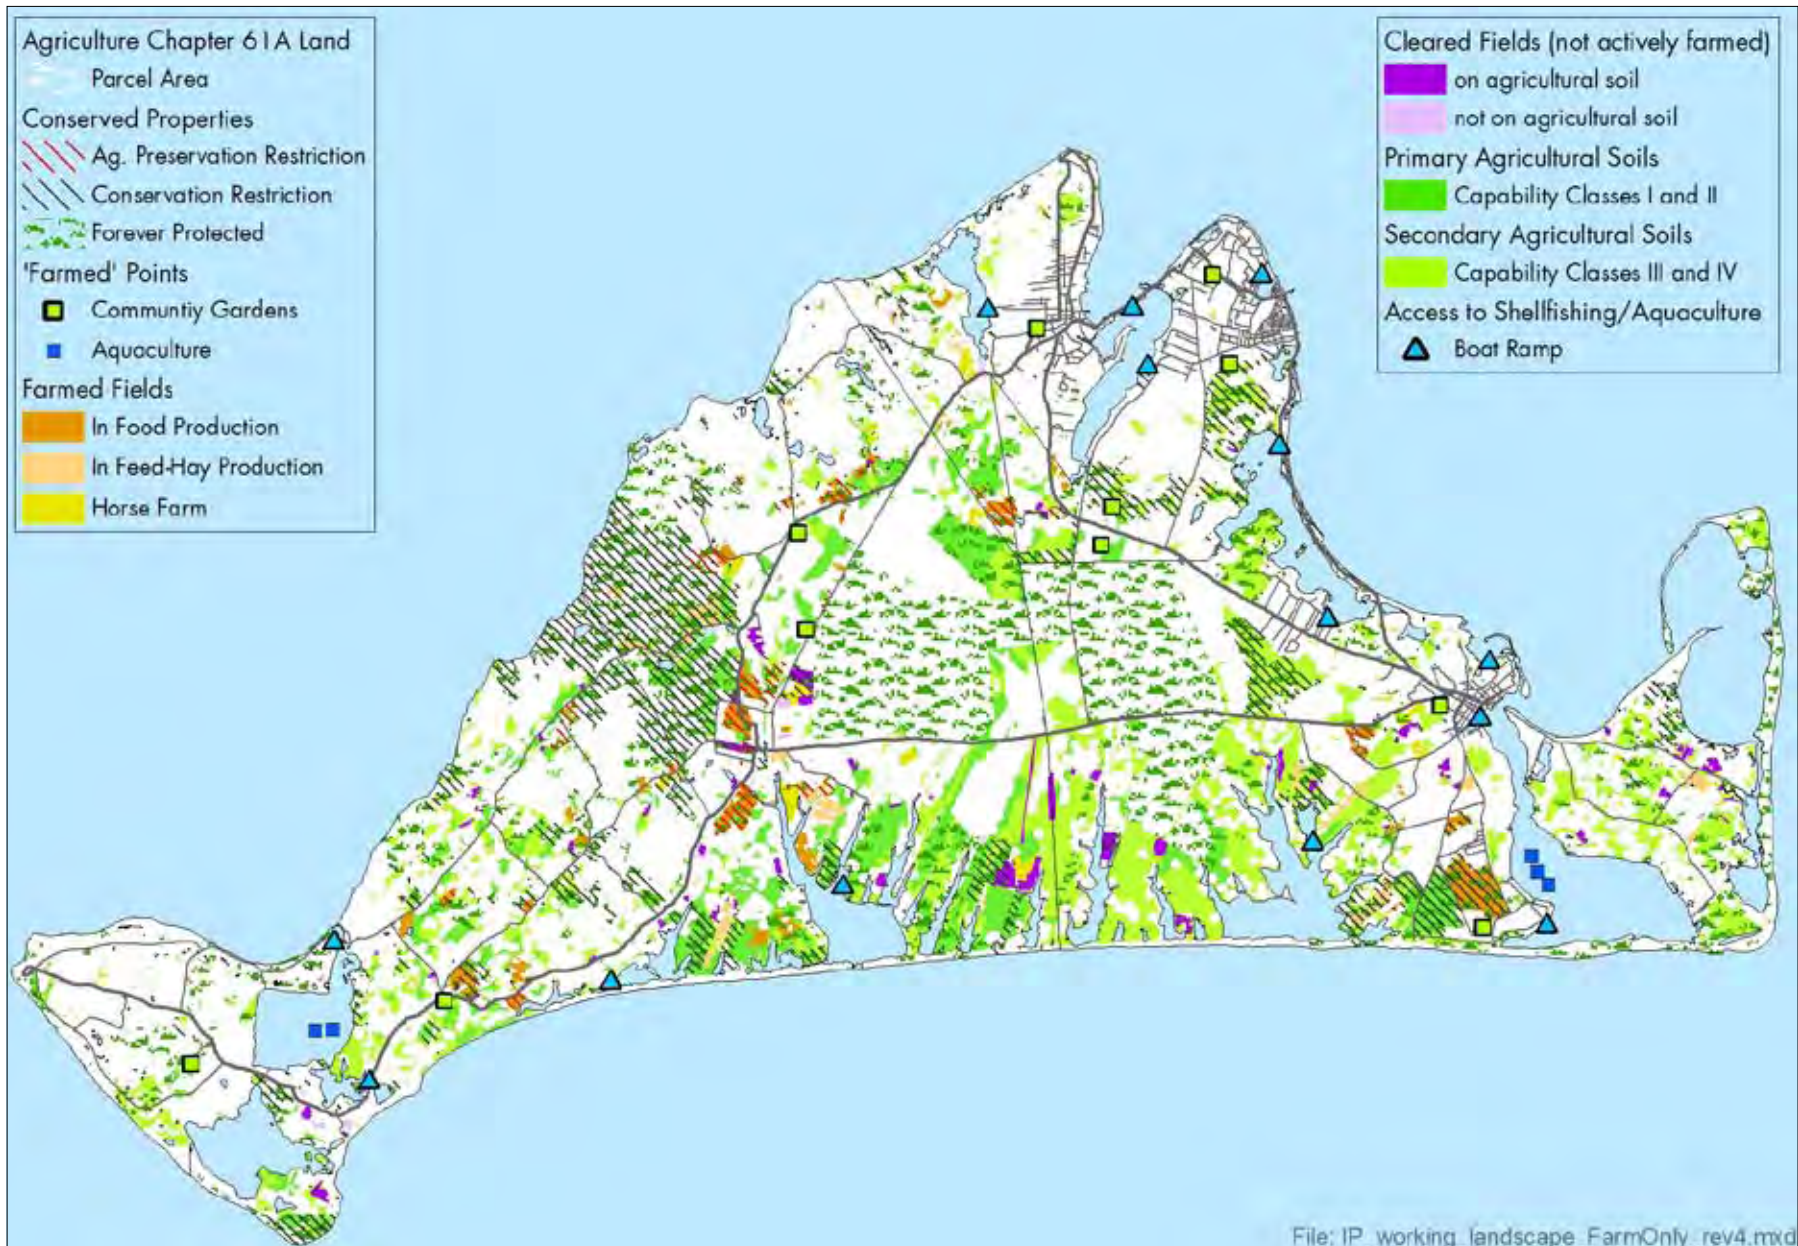 Agriculture Chapter 61A Land
Parcel Area
Conserved Properties
Ag. Preservation Restriction
Conservation Restriction
Forever Protected
'Farmed' Points
Communtiy Gardens
Aquaculture
Farmed Fields
In Food Production
In Feed-Hay Production
Horse Farm
Cleared Fields (not actively farmed)
on agricultural soil
not on agricultural soil
Primary Agricultural Soils
Capability Classes I and II
Secondary Agricultural Soils
Capability Classes III and IV
Access to Shellfishing/Aquaculture
Boat Ramp
File: IP_working_landscape_FarmOnly_rev4.mxd